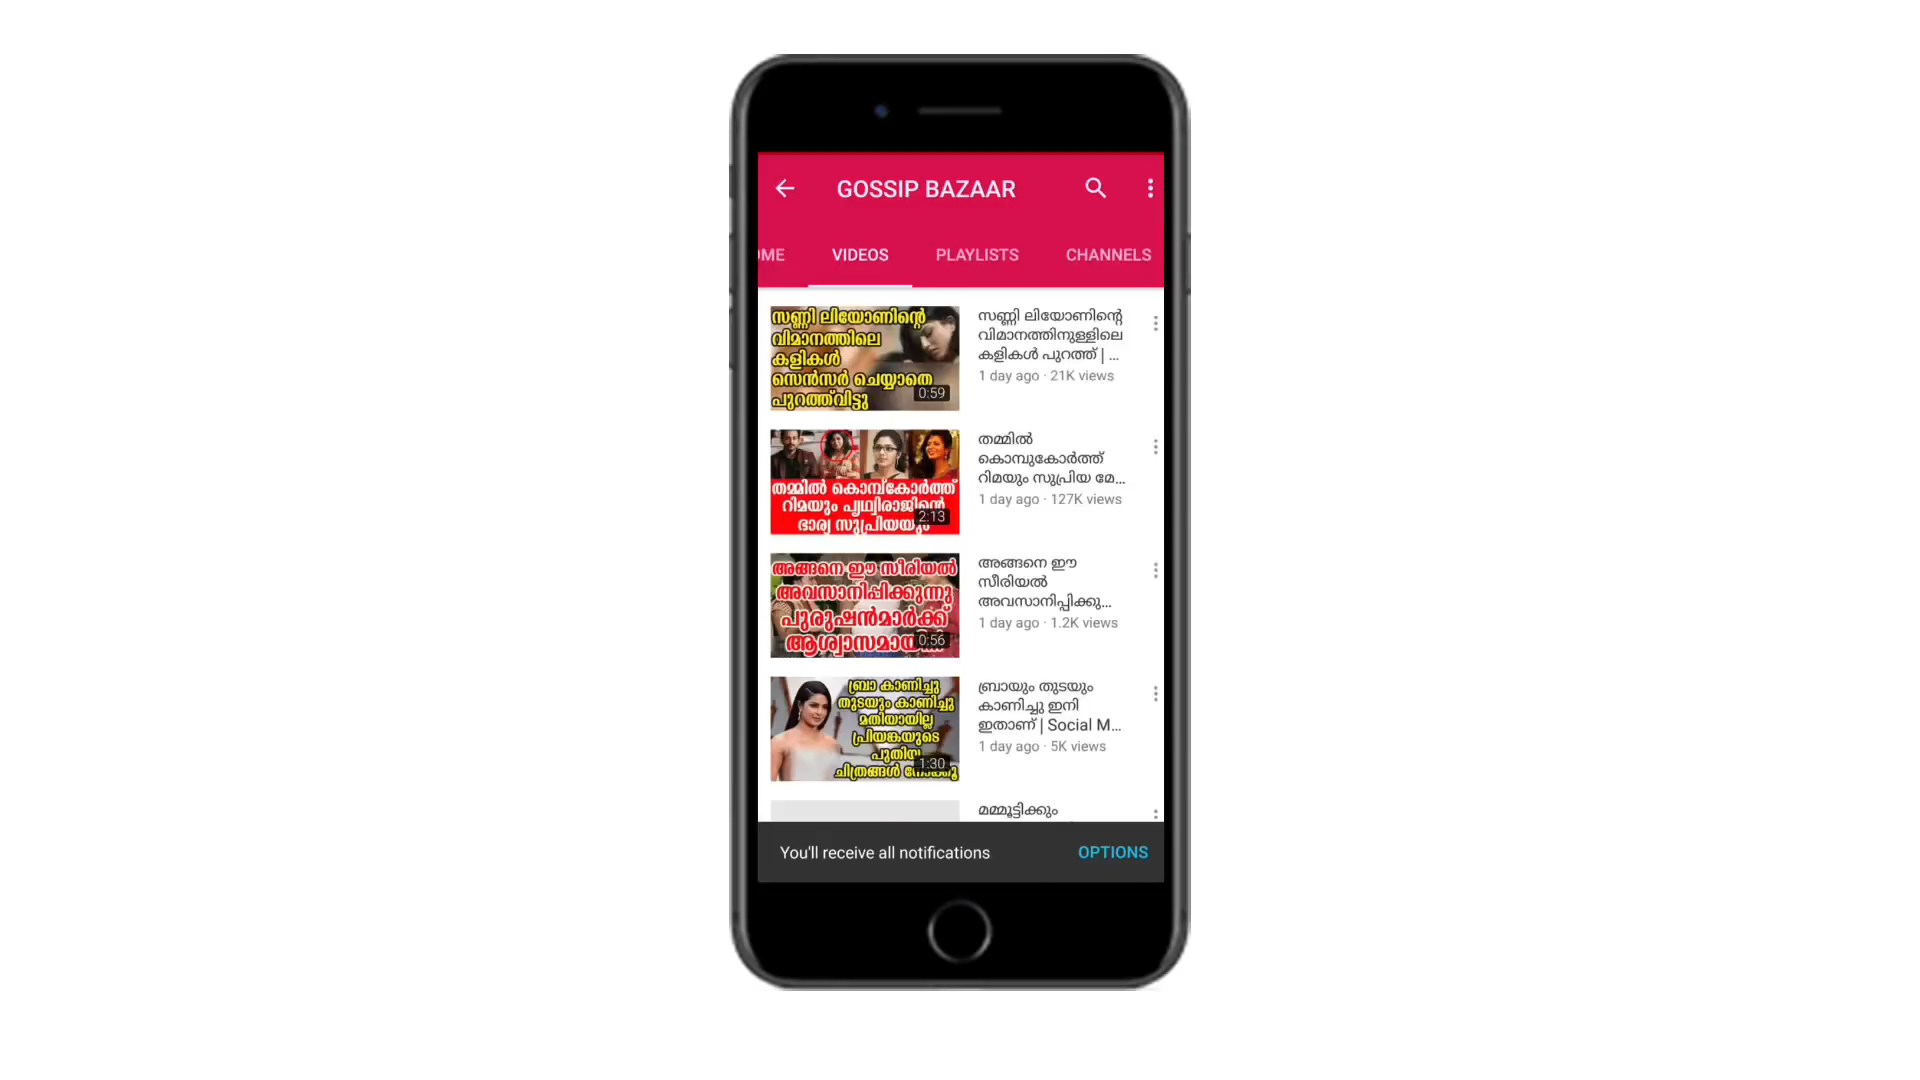 GOSSIP BAZAAR
OME
VIDEOS
PLAYLISTS
CHANNELS
സണ്ണി ലിയോണിന്റെ
വിമാനത്തിലെ
കളികൾ
സെൻസർ ചെയ്യാതെ
പുറത്ത്‌വിട്ടു
0:59
സണ്ണി ലിയോണിന്റെ
വിമാനത്തിനുള്ളിലെ
കളികൾ പുറത്ത് | ...
1 day ago · 21K views
തമ്മിൽ കൊമ്പ്കോർത്ത്
റിമയും പൃഥ്വിരാജിന്റെ
ഭാര്യ സുപ്രിയയും
2:13
തമ്മിൽ
കൊമ്പുകോർത്ത്
റിമയും സുപ്രിയ മേ...
1 day ago · 127K views
അങ്ങനെ ഈ സീരിയൽ
അവസാനിപ്പിക്കുന്നു
പുരുഷൻമാർക്ക്
0:56
അങ്ങനെ ഈ
സീരിയൽ
അവസാനിപ്പിക്കു...
1 day ago · 1.2K views
ബ്രാ കാണിച്ചു
തുടയും കാണിച്ചു
മതിയായില്ല
പ്രിയങ്കയുടെ
പുതിയ
ചിത്രങ്ങൾ നോക്കൂ
1:30
ബ്രായും തുടയും
കാണിച്ചു ഇനി
ഇതാണ് | Social M...
1 day ago · 5K views
മമ്മൂട്ടിക്കും
You'll receive all notifications
OPTIONS